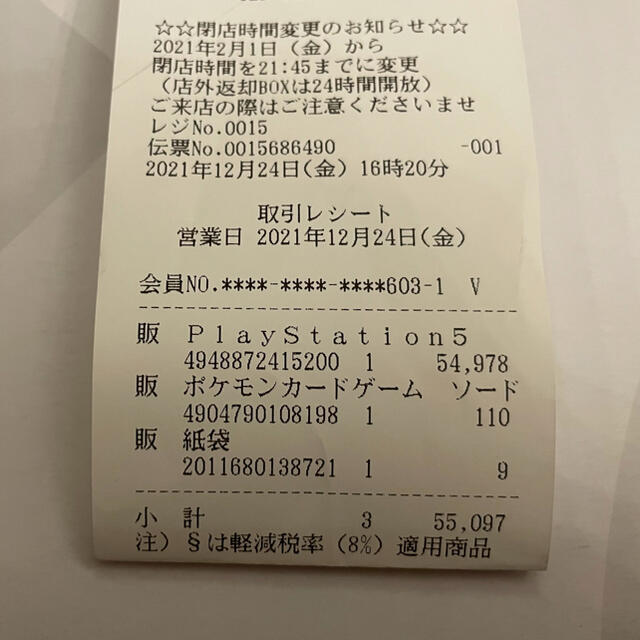 ☆☆閉店時間変更のお知らせ☆☆
2021年2月1日（金）から
閉店時間を21:45までに変更
（店外返却BOXは24時間開放）
ご来店の際はご注意くださいませ
レジNo.0015
伝票No.0015686490 -001
2021年12月24日(金) 16時20分
取引レシート
営業日 2021年12月24日(金)
会員NO.****-****-****603-1 V
販 ＰｌａｙＳｔａｔｉｏｎ５
4948872415200 1 54,978
販 ポケモンカードゲーム ソード
4904790108198 1 110
販 紙袋
2011680138721 1 9
小 計 3 55,097
注）§は軽減税率（8%）適用商品